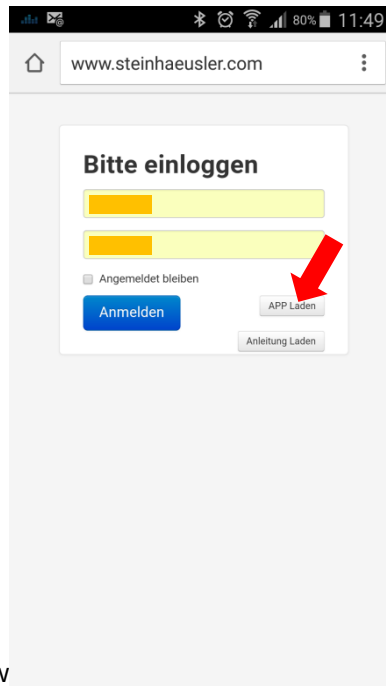 80% 11:49
www.steinhaeusler.com
Bitte einloggen
Angemeldet bleiben
Anmelden
APP Laden
Anleitung Laden
w